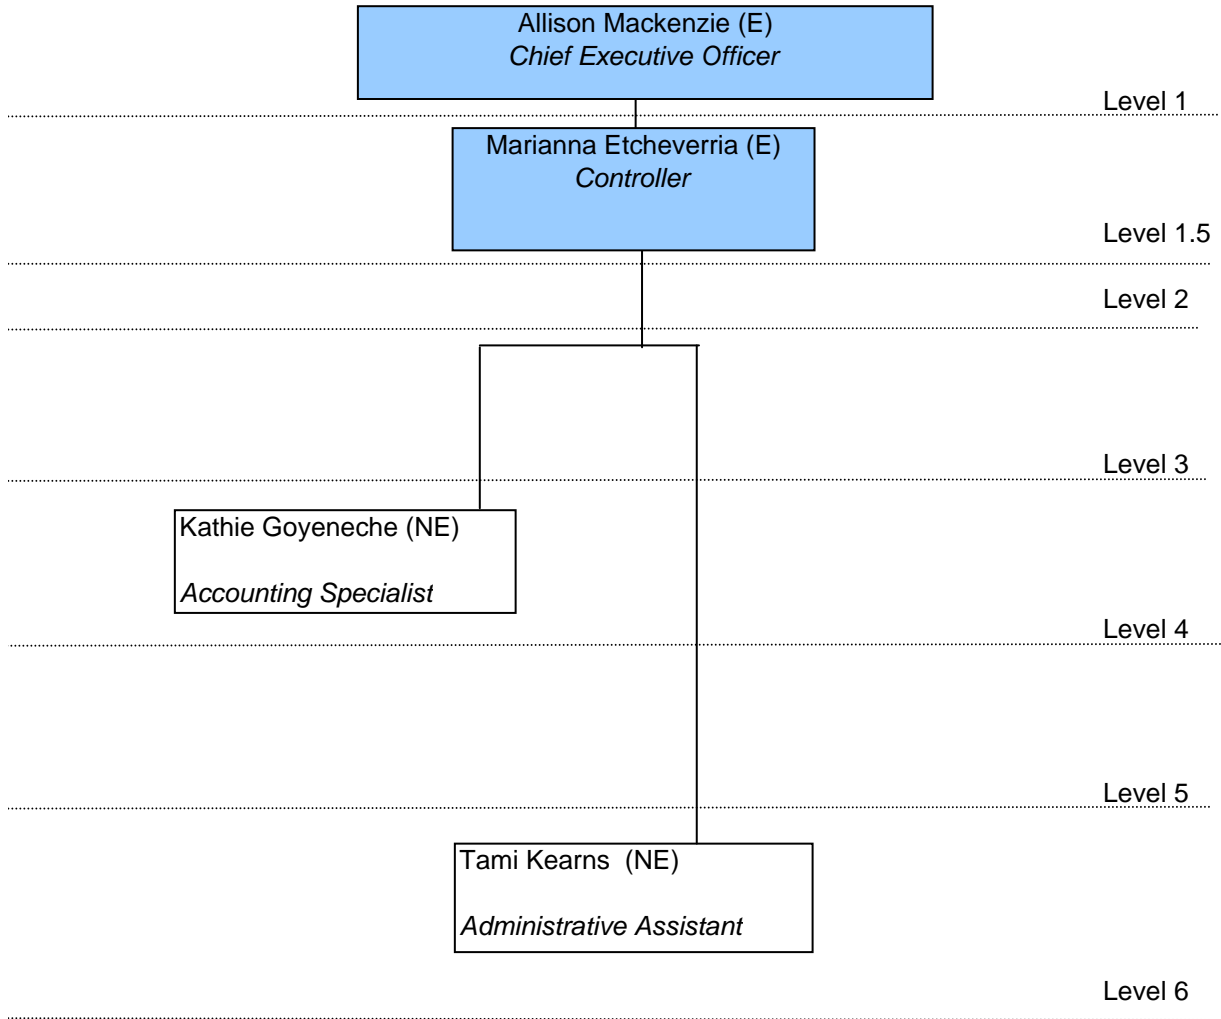 Allison Mackenzie (E)
Chief Executive Officer
Level 1
Marianna Etcheverria (E)
Controller
Level 1.5
Level 2
Level 3
Kathie Goyeneche (NE)
Accounting Specialist
Level 4
Level 5
Tami Kearns (NE)
Administrative Assistant
Level 6